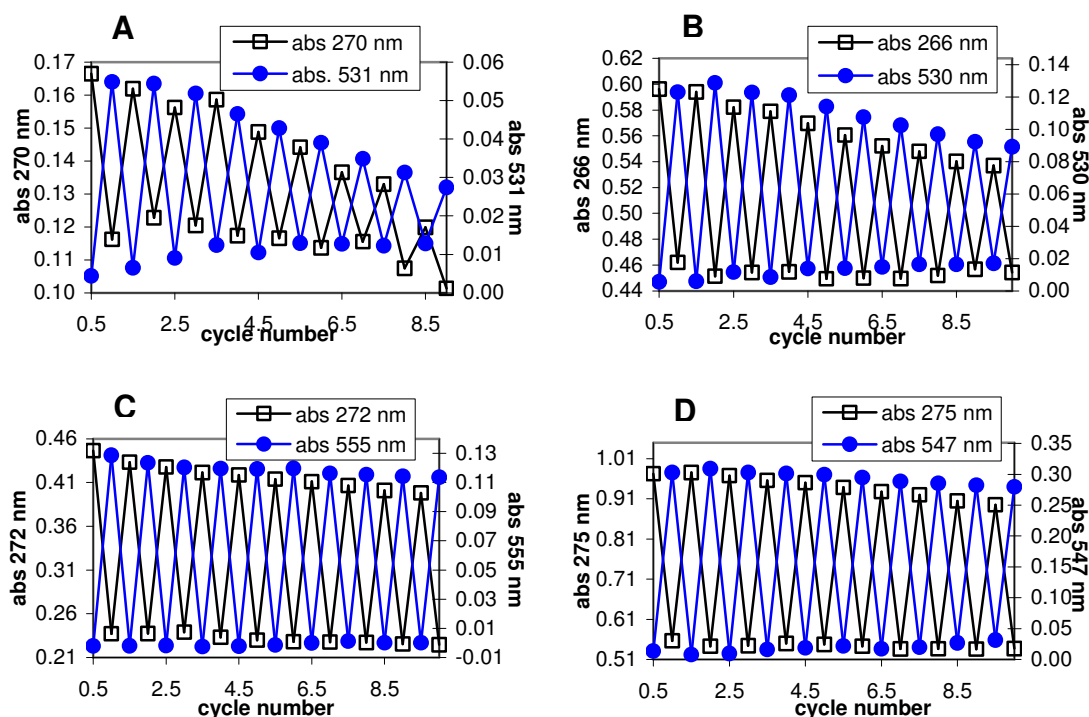 A
abs 270 nm
abs. 531 nm
0.17
0.16
0.15
0.14
0.13
0.12
0.11
0.10
abs 270 nm
0.06
0.05
0.04
0.03
0.02
0.01
0.00
abs 531 nm
0.5 2.5 4.5 6.5 8.5
cycle number
B
abs 266 nm
abs 530 nm
0.62
0.60
0.58
0.56
0.54
0.52
0.50
0.48
0.46
0.44
abs 266 nm
0.14
0.12
0.10
0.08
0.06
0.04
0.02
0.00
abs 530 nm
0.5 2.5 4.5 6.5 8.5
cycle number
C
abs 272 nm
abs 555 nm
0.46
0.41
0.36
0.31
0.26
0.21
abs 272 nm
0.13
0.11
0.09
0.07
0.05
0.03
0.01
-0.01
abs 555 nm
0.5 2.5 4.5 6.5 8.5
cycle number
D
abs 275 nm
abs 547 nm
1.01
0.91
0.81
0.71
0.61
0.51
abs 275 nm
0.35
0.30
0.25
0.20
0.15
0.10
0.05
0.00
abs 547 nm
0.5 2.5 4.5 6.5 8.5
cycle number